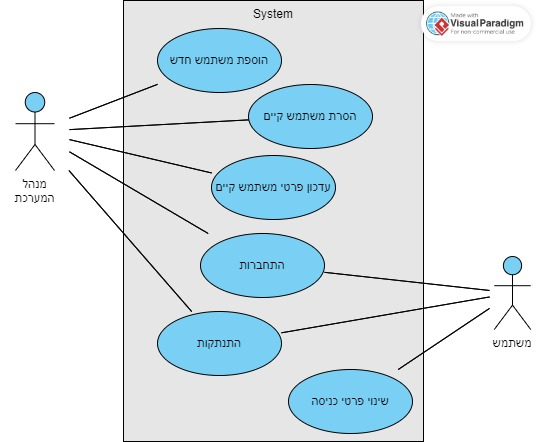 System
Made with
Visual Paradigm
For non-commercial use
הוספת משתמש חדש
הסרת משתמש קיים
עדכון פרטי משתמש קיים
התחברות
התנתקות
שינוי פרטי כניסה
מנהל
המערכת
משתמש